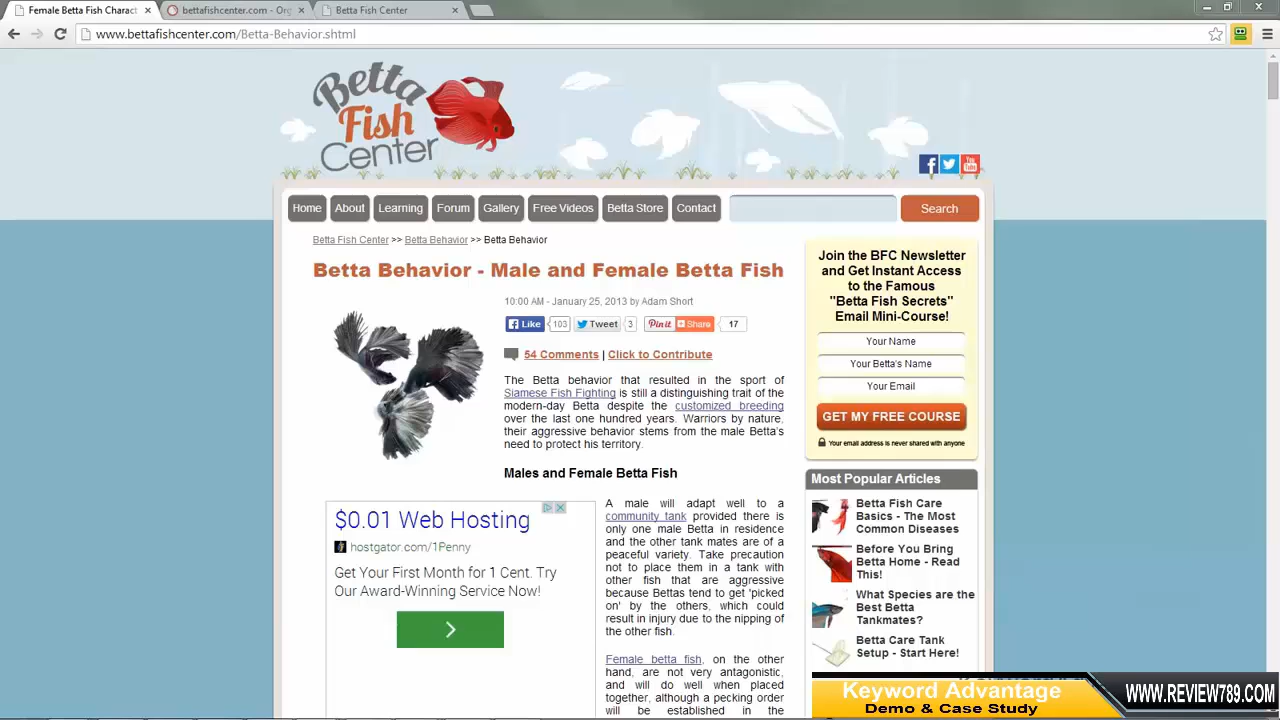 Female Betta Fish Charact
bettafishcenter.com - Org
Betta Fish Center
www.bettafishcenter.com/Betta-Behavior.shtml
Betta
Fish
Center
Home
About
Learning
Forum
Gallery
Free Videos
Betta Store
Contact
Search
Betta Fish Center >> Betta Behavior >> Betta Behavior
Betta Behavior - Male and Female Betta Fish
10:00 AM - January 25, 2013 by Adam Short
Like 103 Tweet 3 Pinit Share 17
54 Comments | Click to Contribute
The Betta behavior that resulted in the sport of
Siamese Fish Fighting is still a distinguishing trait of the
modern-day Betta despite the customized breeding
over the last one hundred years. Warriors by nature,
their aggressive behavior stems from the male Betta's
need to protect his territory.
Males and Female Betta Fish
$0.01 Web Hosting
hostgator.com/1Penny
Get Your First Month for 1 Cent. Try
Our Award-Winning Service Now!
A male will adapt well to a
community tank provided there is
only one male Betta in residence
and the other tank mates are of a
peaceful variety. Take precaution
not to place them in a tank with
other fish that are aggressive
because Bettas tend to get 'picked
on' by the others, which could
result in injury due to the nipping of
the other fish.
Female betta fish, on the other
hand, are not very antagonistic,
and will do well when placed
together, although a pecking order
will be established in the
Join the BFC Newsletter
and Get Instant Access
to the Famous
"Betta Fish Secrets"
Email Mini-Course!
Your Name
Your Betta's Name
Your Email
GET MY FREE COURSE
Your email address is never shared with anyone
Most Popular Articles
Betta Fish Care
Basics - The Most
Common Diseases
Before You Bring
Betta Home - Read
This!
What Species are the
Best Betta
Tankmates?
Betta Care Tank
Setup - Start Here!
Keyword Advantage
Demo & Case Study
WWW.REVIEW789.COM